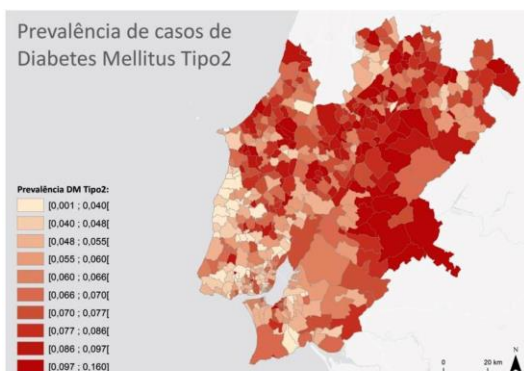 Prevalência de casos de
Diabetes Mellitus Tipo2
Prevalência DM Tipo2:
[0,001 ; 0,040[
[0,040 ; 0,048[
[0,048 ; 0,055[
[0,055 ; 0,060[
[0,060 ; 0,066[
[0,066 ; 0,070[
[0,070 ; 0,077[
[0,077 ; 0,086[
[0,086 ; 0,097[
[0,097 ; 0,160]
N
0 20 km